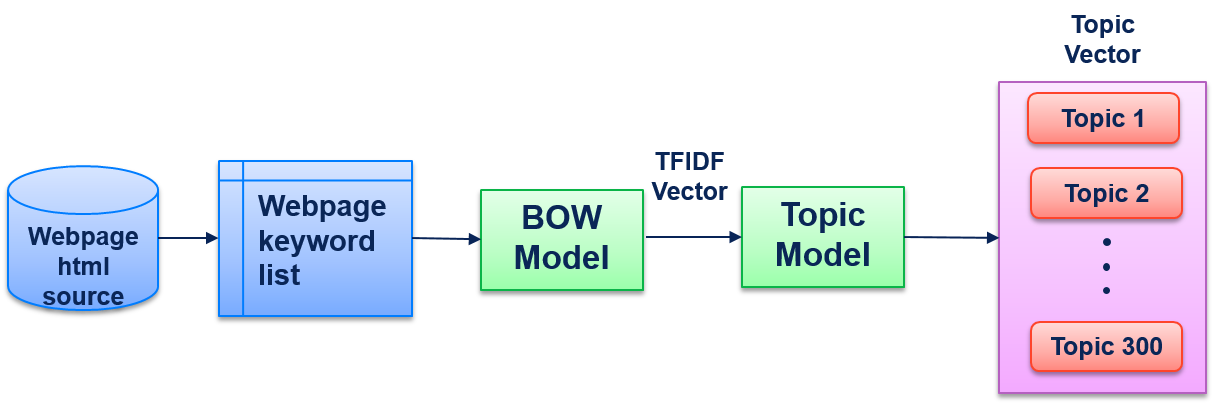 Webpage
html
source
Webpage
keyword
list
BOW
Model
TFIDF
Vector
Topic
Model
Topic
Vector
Topic 1
Topic 2
Topic 300